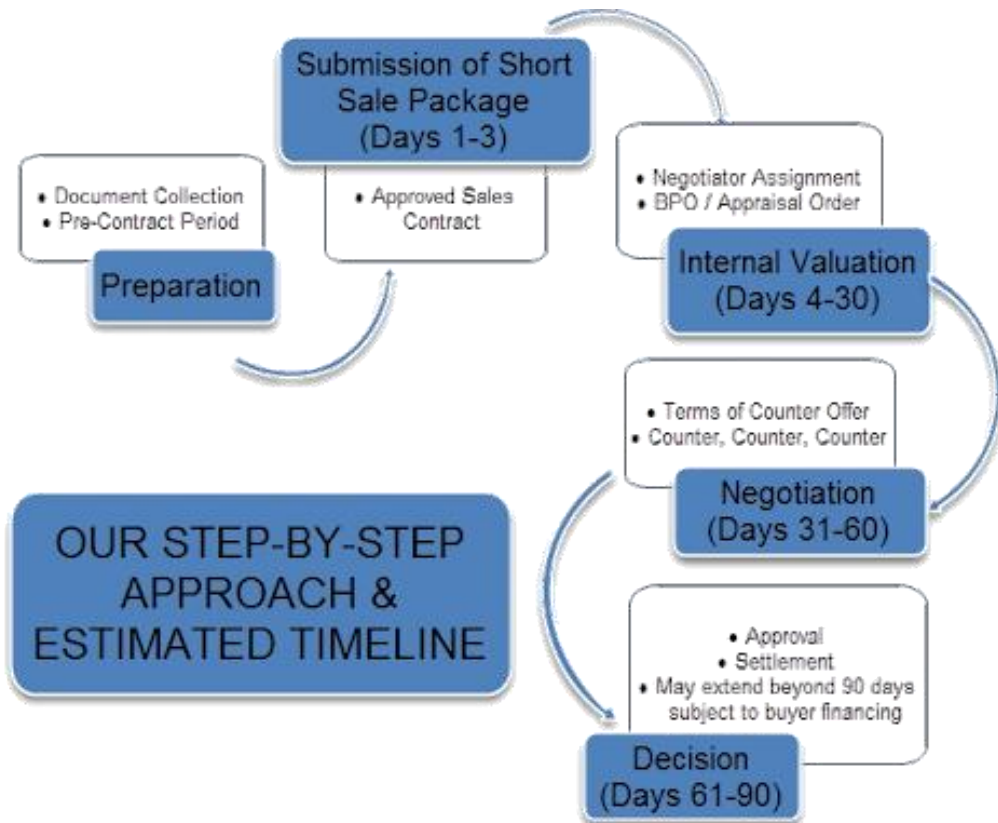 • Document Collection
• Pre-Contract Period
Preparation
Submission of Short
Sale Package
(Days 1-3)
• Approved Sales
Contract
• Negotiator Assignment
• BPO / Appraisal Order
Internal Valuation
(Days 4-30)
• Terms of Counter Offer
• Counter, Counter, Counter
Negotiation
(Days 31-60)
• Approval
• Settlement
• May extend beyond 90 days
subject to buyer financing
Decision
(Days 61-90)
OUR STEP-BY-STEP
APPROACH &
ESTIMATED TIMELINE